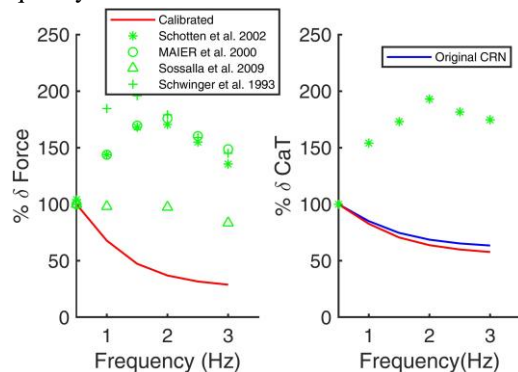 Calibrated
Schotten et al. 2002
MAIER et al. 2000
Sossalla et al. 2009
Schwinger et al. 1993
Original CRN
250
200
150
100
50
0
% δ Force
1
2
3
Frequency (Hz)
250
200
150
100
50
0
% δ CaT
1
2
3
Frequency(Hz)